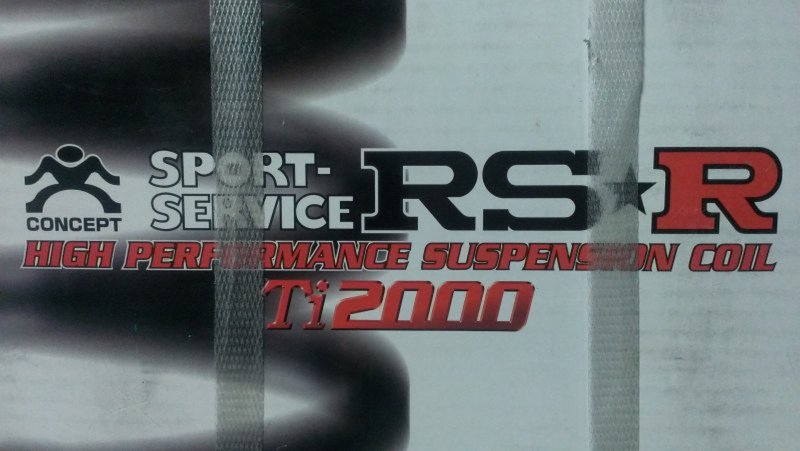 CONCEPT
SPORT-
SERVICE
RS★R
HIGH PERFORMANCE SUSPENSION COIL
Ti2000